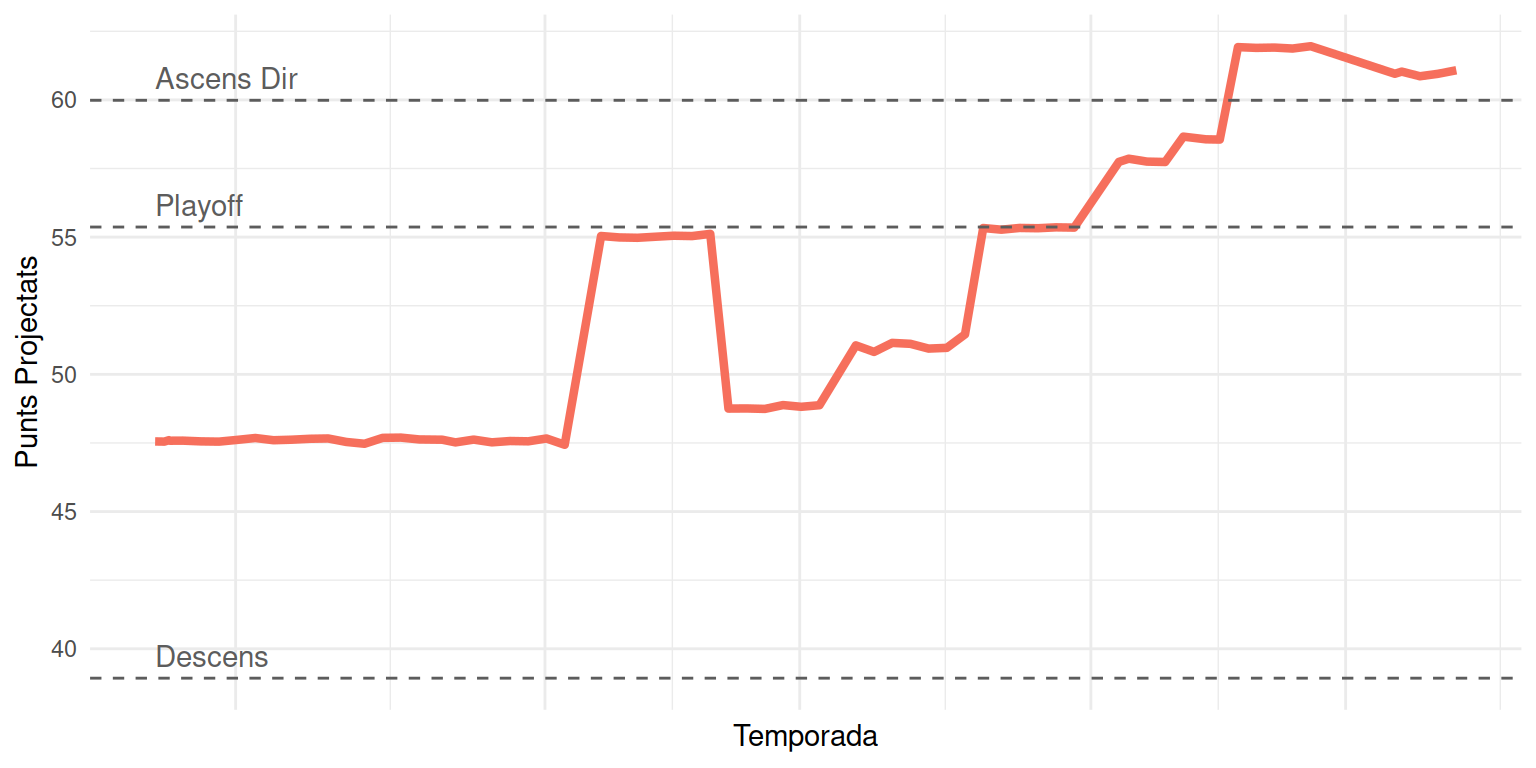 Ascens Dir
60
Playoff
55
Punts Projectats
50
45
40
Descens
Temporada